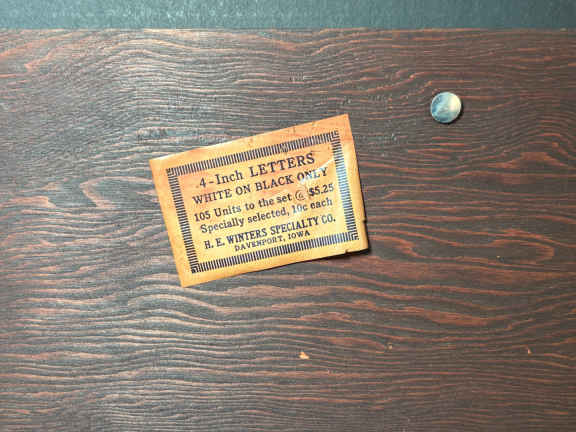 .4-Inch LETTERS
WHITE ON BLACK ONLY
105 Units to the set @ $5.25
Specially selected, 10c each
H. E. WINTERS SPECIALTY CO.
DAVENPORT, IOWA